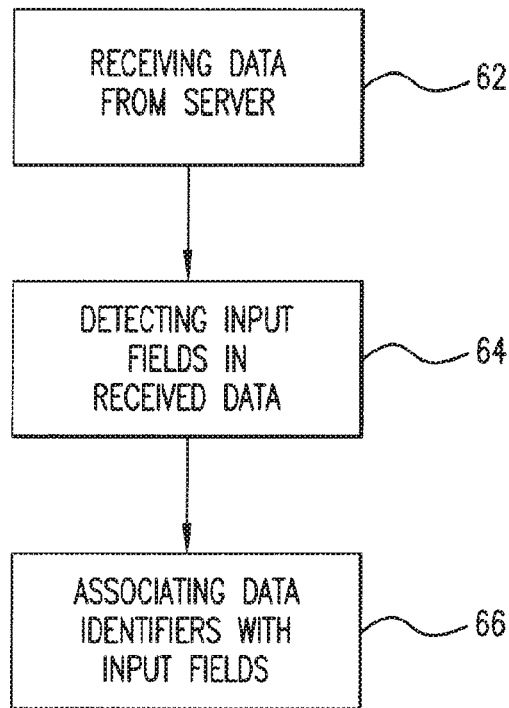 RECEIVING DATA
FROM SERVER
62
DETECTING INPUT
FIELDS IN
RECEIVED DATA
64
ASSOCIATING DATA
IDENTIFIERS WITH
INPUT FIELDS
66